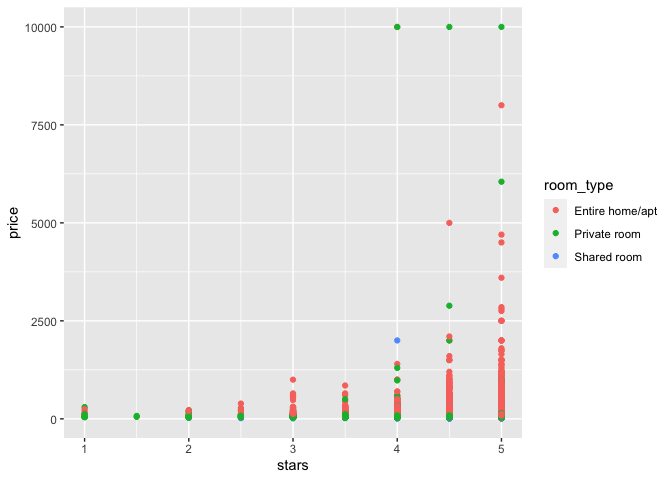 10000
7500
5000
2500
0
price
1
2
3
4
5
stars
room_type
Entire home/apt
Private room
Shared room